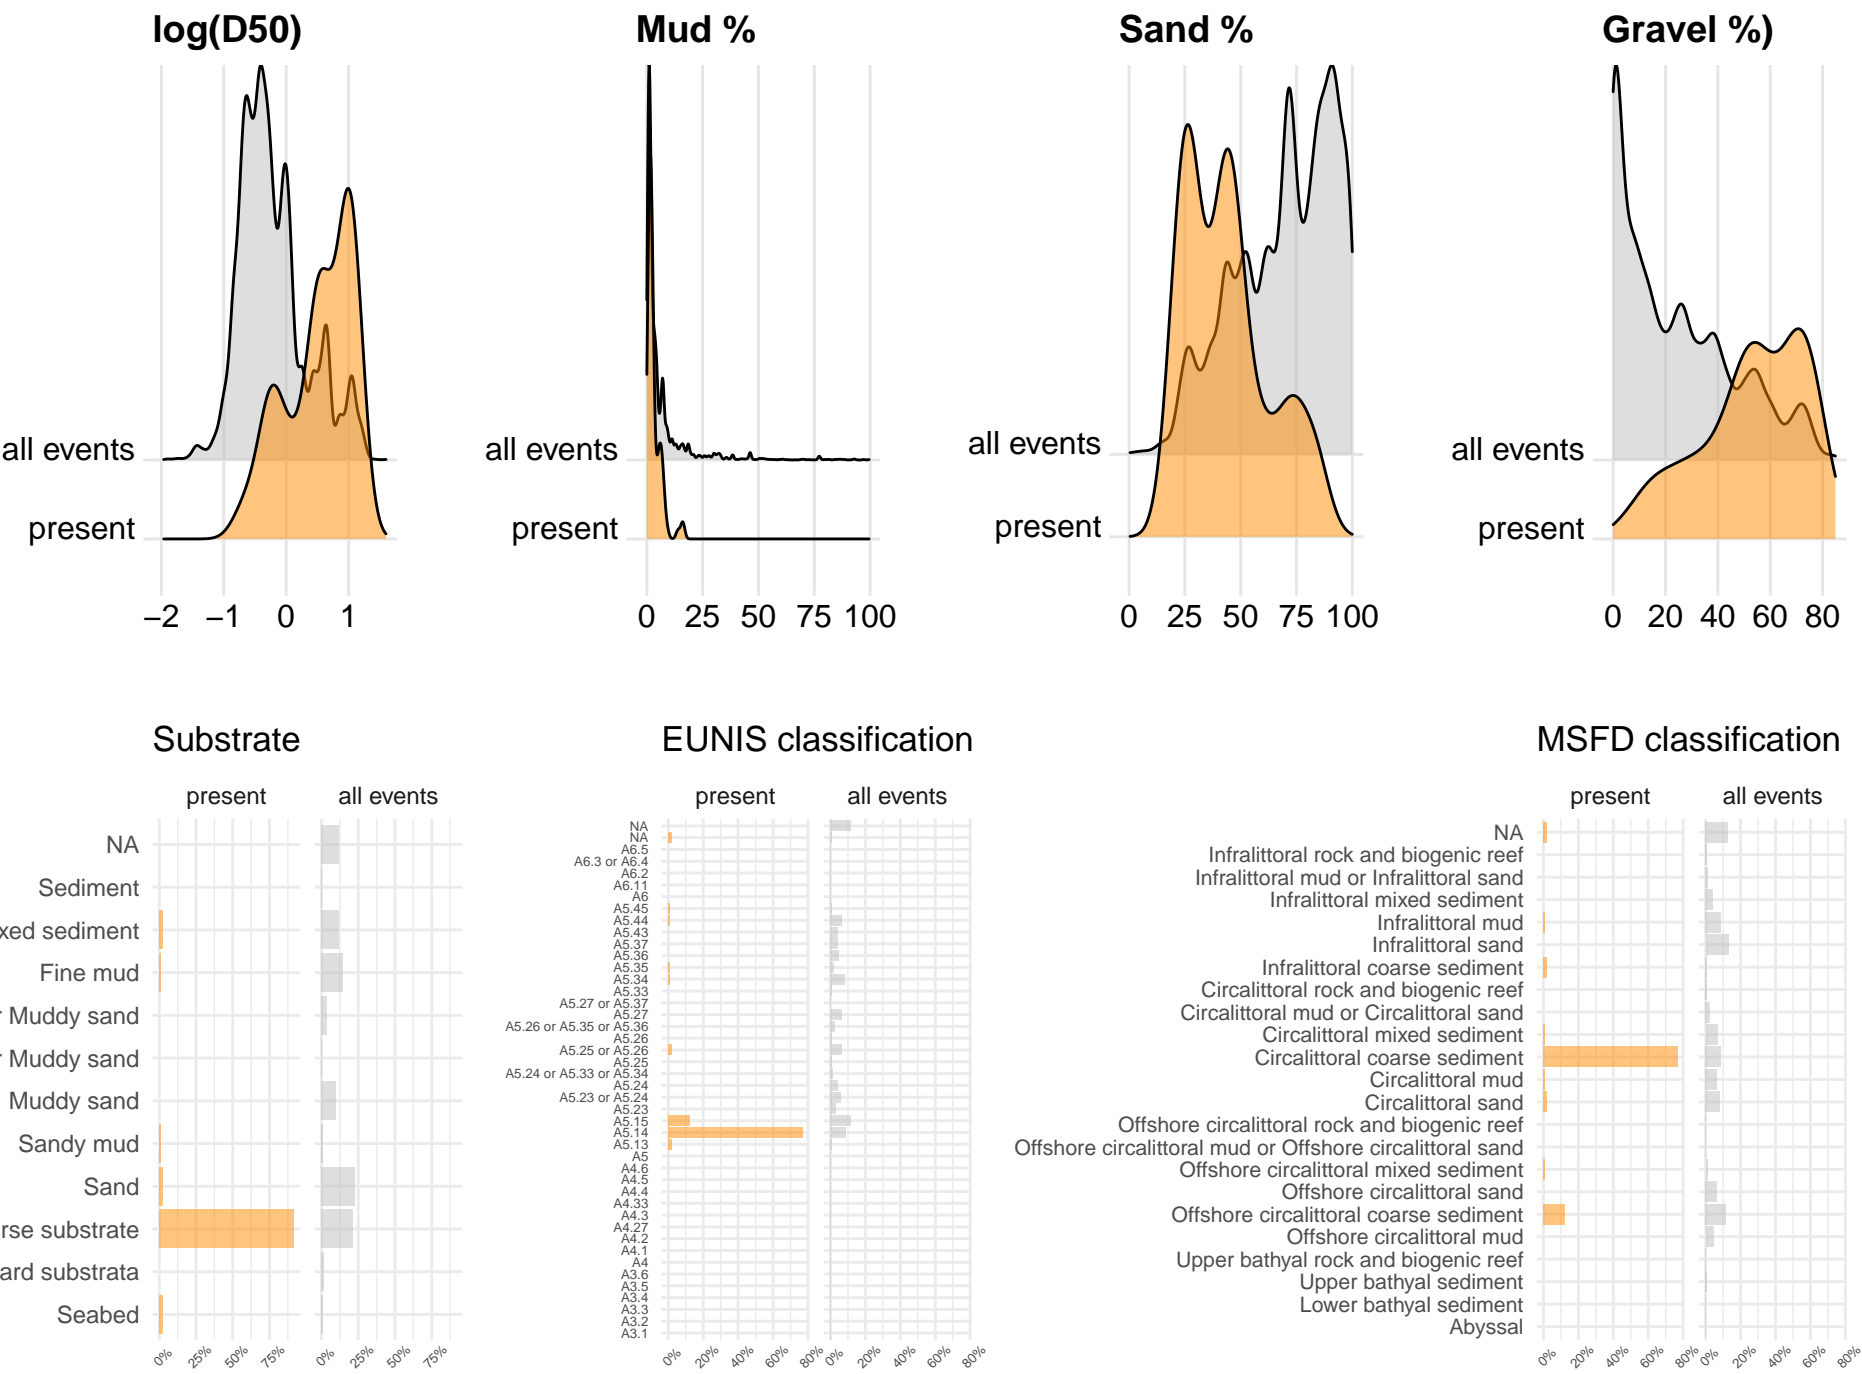 log(D50)
Mud %
Sand %
Gravel %)
all events
present
−2 −1 0 1
all events
present
0 25 50 75 100
all events
present
0 25 50 75 100
all events
present
0 20 40 60 80
Substrate
present all events
NA
Sediment
xed sediment
Fine mud
r Muddy sand
r Muddy sand
Muddy sand
Sandy mud
Sand
rse substrate
ard substrata
Seabed
0% 25% 50% 75% 0% 25% 50% 75%
EUNIS classification
present all events
NA
NA
A6.5
A6.3 or A6.4
A6.2
A6.11
A6
A5.45
A5.44
A5.43
A5.37
A5.36
A5.35
A5.34
A5.33
A5.27 or A5.37
A5.27
A5.26 or A5.35 or A5.36
A5.26
A5.25 or A5.26
A5.25
A5.24 or A5.33 or A5.34
A5.24
A5.23 or A5.24
A5.23
A5.15
A5.14
A5.13
A5
A4.6
A4.5
A4.4
A4.33
A4.3
A4.27
A4.2
A4.1
A4
A3.6
A3.5
A3.4
A3.3
A3.2
A3.1
0% 20% 40% 60% 80% 0% 20% 40% 60% 80%
MSFD classification
present all events
NA
Infralittoral rock and biogenic reef
Infralittoral mud or Infralittoral sand
Infralittoral mixed sediment
Infralittoral mud
Infralittoral sand
Infralittoral coarse sediment
Circalittoral rock and biogenic reef
Circalittoral mud or Circalittoral sand
Circalittoral mixed sediment
Circalittoral coarse sediment
Circalittoral mud
Circalittoral sand
Offshore circalittoral rock and biogenic reef
Offshore circalittoral mud or Offshore circalittoral sand
Offshore circalittoral mixed sediment
Offshore circalittoral sand
Offshore circalittoral coarse sediment
Offshore circalittoral mud
Upper bathyal rock and biogenic reef
Upper bathyal sediment
Lower bathyal sediment
Abyssal
0% 20% 40% 60% 80% 0% 20% 40% 60% 80%